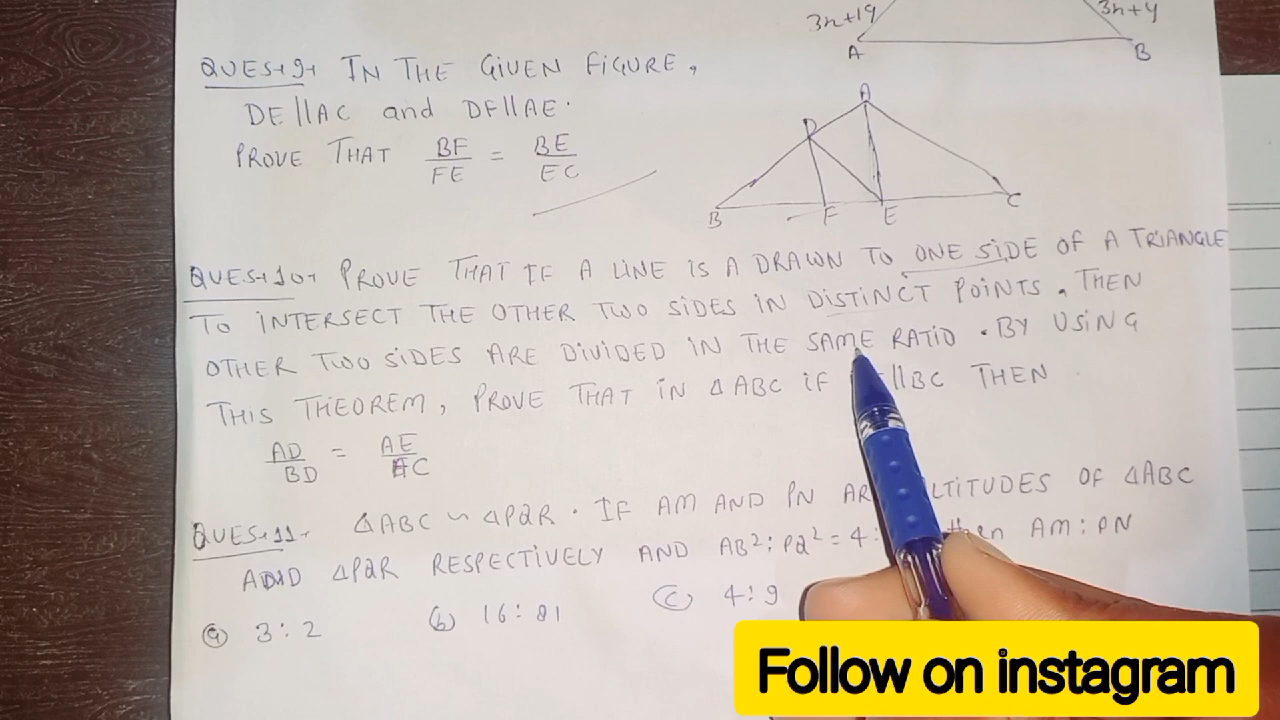 3n+19
3n+4
A
B
QUES+9+ IN THE GIVEN FIGURE,
DE||AC and DF||AE.
PROVE THAT BF/FE = BE/EC
A
D
B
F
E
C
QUES+10+ PROVE THAT IF A LINE IS A DRAWN TO ONE SIDE OF A TRIANGLE
TO INTERSECT THE OTHER TWO SIDES IN DISTINCT POINTS. THEN
OTHER TWO SIDES ARE DIVIDED IN THE SAME RATIO. BY USING
THIS THEOREM, PROVE THAT IN ΔABC IF ||BC THEN
AD/BD = AE/EC
QUES+11+ ΔABC ~ ΔPQR. IF AM AND PN AR LTITUDES OF ΔABC
AND ΔPQR RESPECTIVELY AND AB²:PQ² = 4: then AM:PN
(a) 3:2 (b) 16:81 (c) 4:9
Follow on instagram